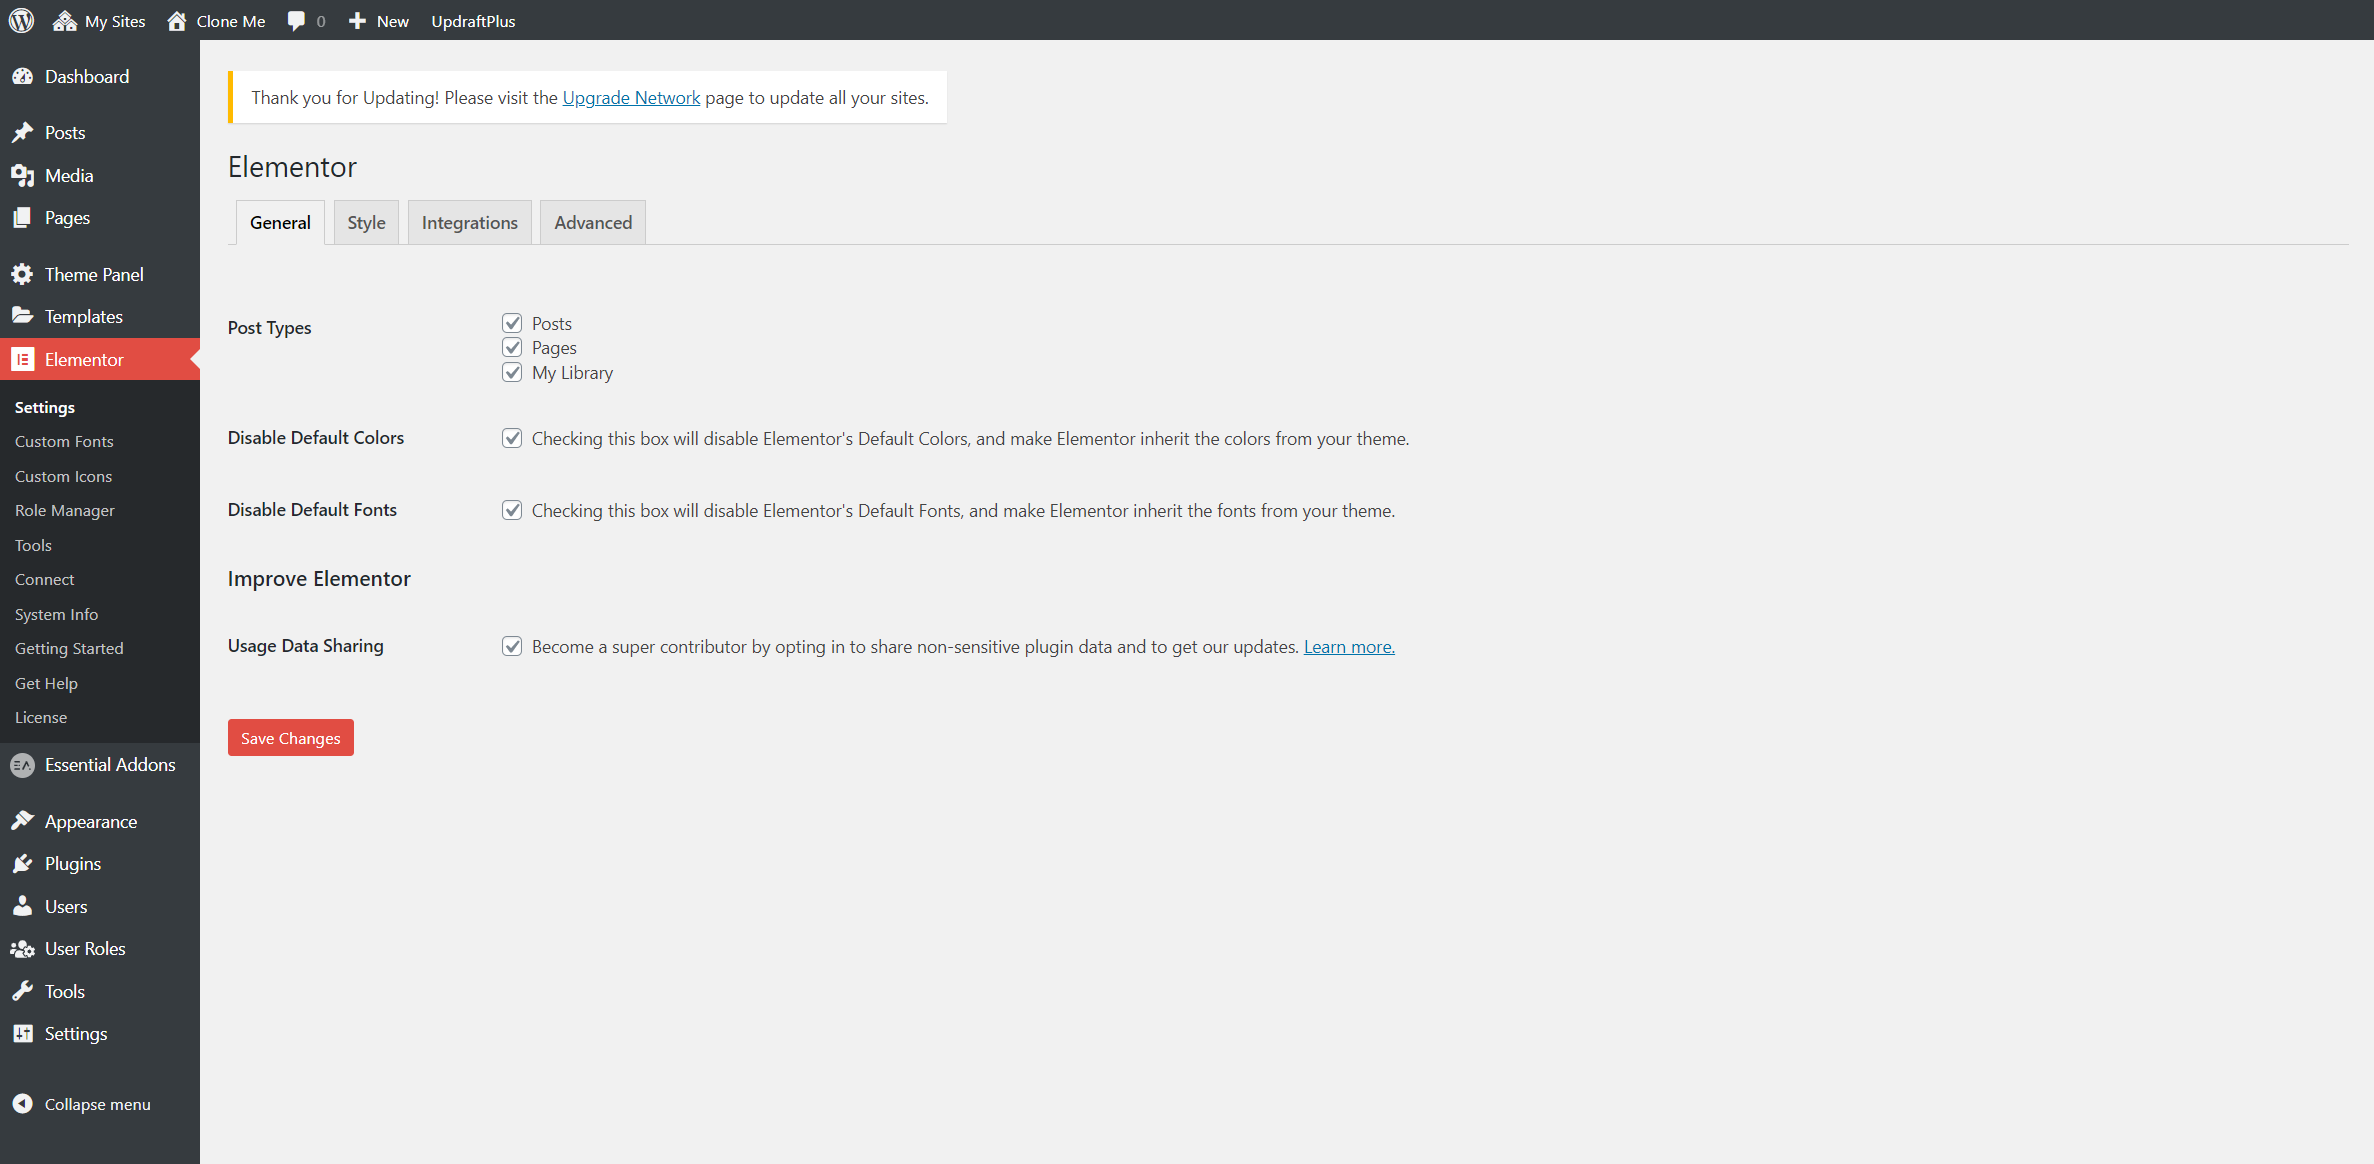 My Sites Clone Me 0 New UpdraftPlus
Dashboard
Posts
Media
Pages
Theme Panel
Templates
Elementor
Settings
Custom Fonts
Custom Icons
Role Manager
Tools
Connect
System Info
Getting Started
Get Help
License
Essential Addons
Appearance
Plugins
Users
User Roles
Tools
Settings
Collapse menu
Thank you for Updating! Please visit the Upgrade Network page to update all your sites.
Elementor
General Style Integrations Advanced
Post Types
Posts
Pages
My Library
Disable Default Colors
Checking this box will disable Elementor's Default Colors, and make Elementor inherit the colors from your theme.
Disable Default Fonts
Checking this box will disable Elementor's Default Fonts, and make Elementor inherit the fonts from your theme.
Improve Elementor
Usage Data Sharing
Become a super contributor by opting in to share non-sensitive plugin data and to get our updates. Learn more.
Save Changes